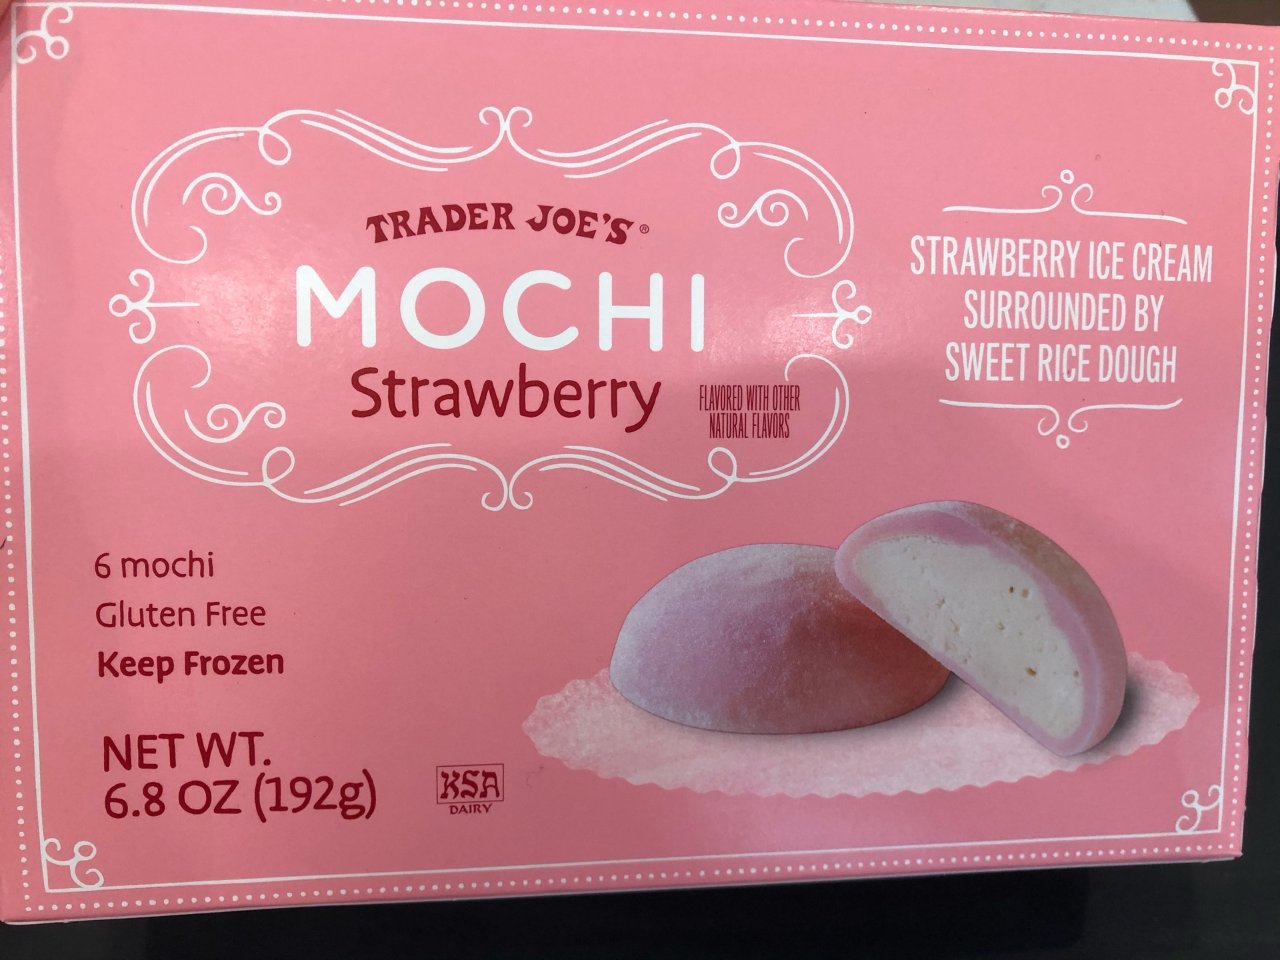 TRADER JOE'S®
MOCHI
Strawberry
FLAVORED WITH OTHER
NATURAL FLAVORS
STRAWBERRY ICE CREAM
SURROUNDED BY
SWEET RICE DOUGH
6 mochi
Gluten Free
Keep Frozen
NET WT.
6.8 OZ (192g)
KSA
DAIRY